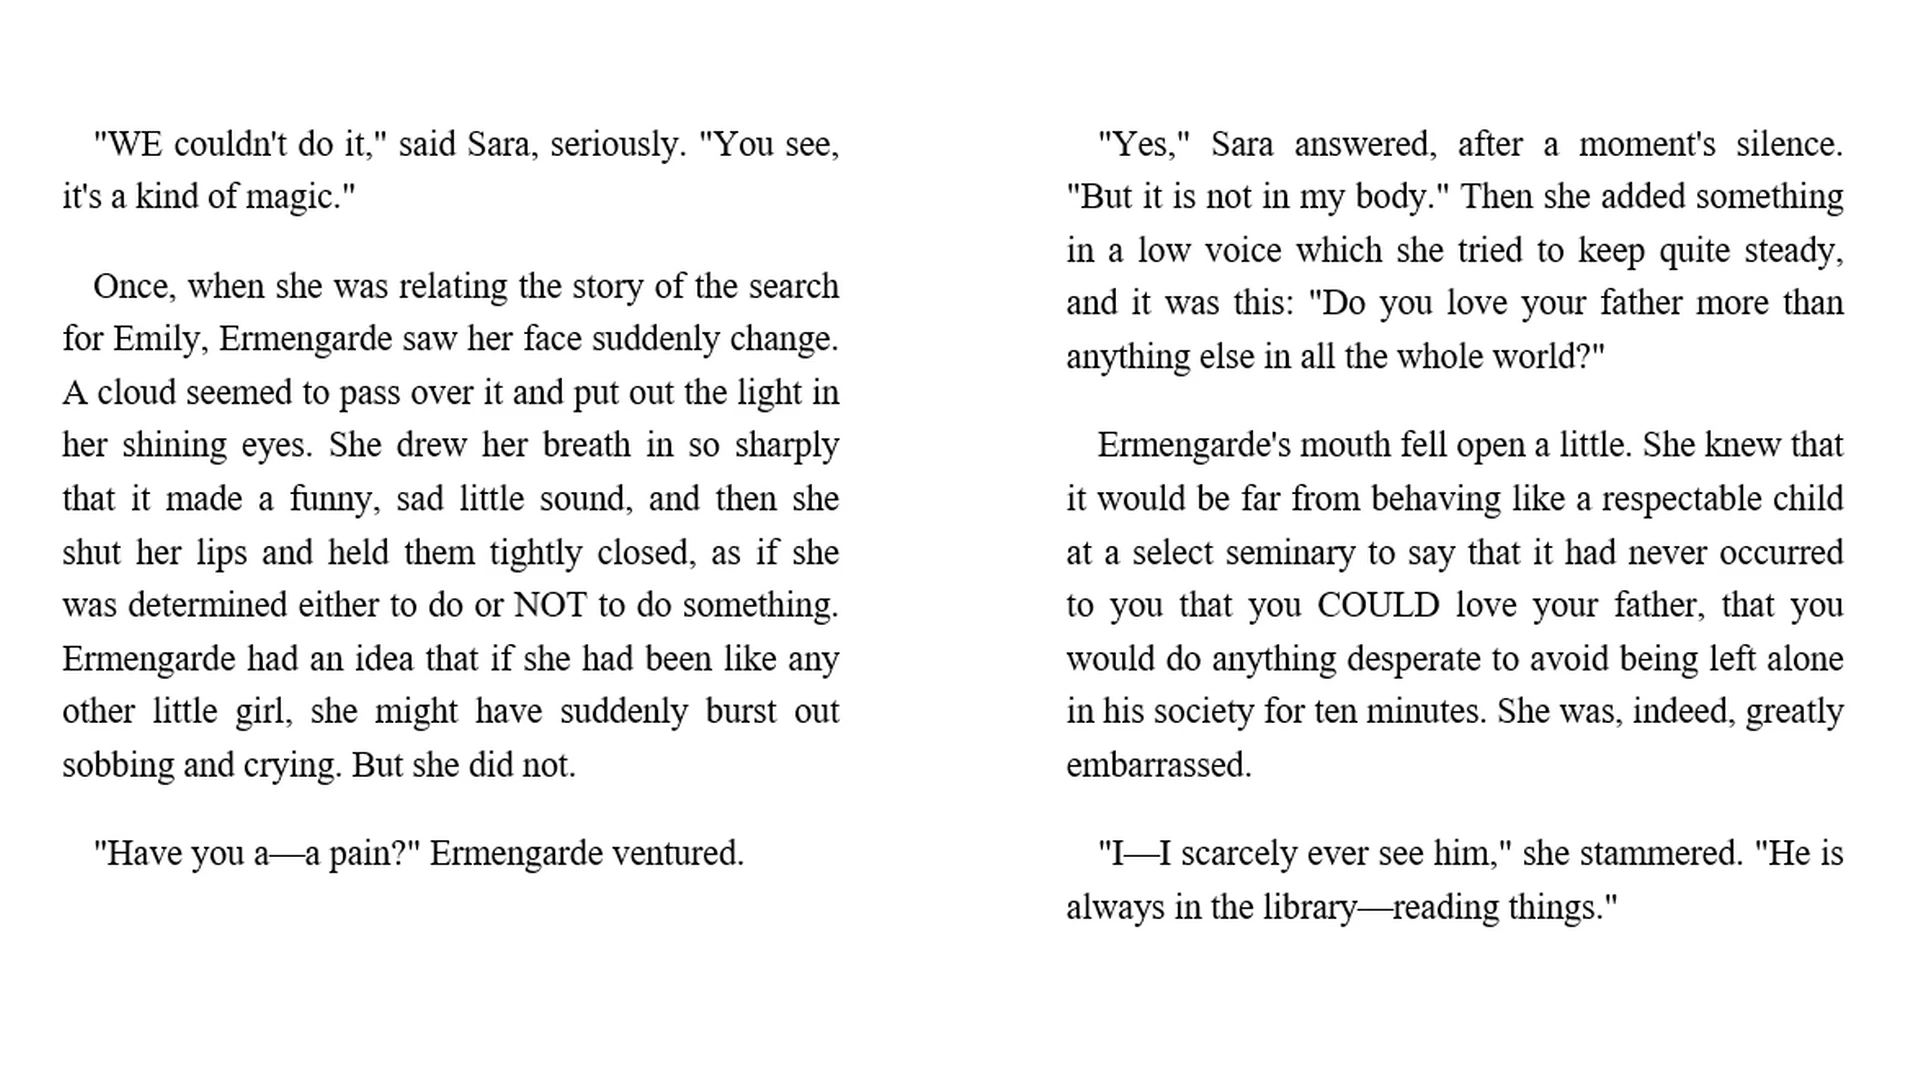 "WE couldn't do it," said Sara, seriously. "You see,
it's a kind of magic."
Once, when she was relating the story of the search
for Emily, Ermengarde saw her face suddenly change.
A cloud seemed to pass over it and put out the light in
her shining eyes. She drew her breath in so sharply
that it made a funny, sad little sound, and then she
shut her lips and held them tightly closed, as if she
was determined either to do or NOT to do something.
Ermengarde had an idea that if she had been like any
other little girl, she might have suddenly burst out
sobbing and crying. But she did not.
"Have you a—a pain?" Ermengarde ventured.
"Yes," Sara answered, after a moment's silence.
"But it is not in my body." Then she added something
in a low voice which she tried to keep quite steady,
and it was this: "Do you love your father more than
anything else in all the whole world?"
Ermengarde's mouth fell open a little. She knew that
it would be far from behaving like a respectable child
at a select seminary to say that it had never occurred
to you that you COULD love your father, that you
would do anything desperate to avoid being left alone
in his society for ten minutes. She was, indeed, greatly
embarrassed.
"I—I scarcely ever see him," she stammered. "He is
always in the library—reading things."